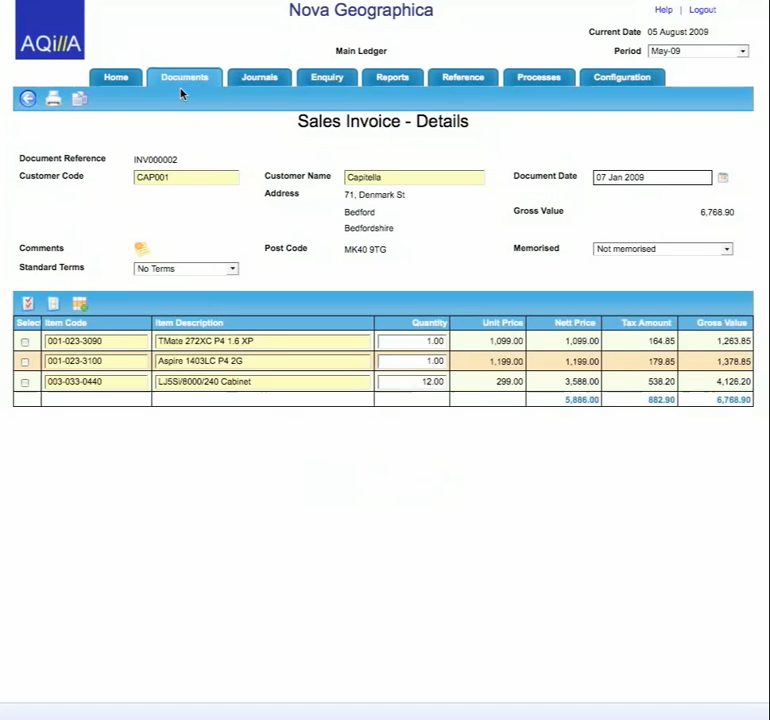 Nova Geographica
Help | Logout
AQillA
Current Date 05 August 2009
Main Ledger
Period May-09
Home Documents Journals Enquiry Reports Reference Processes Configuration
Sales Invoice - Details
Document Reference INV000002
Customer Code CAP001 Customer Name Capitella Document Date 07 Jan 2009
Address 71, Denmark St
Bedford Gross Value 6,768.90
Bedfordshire
Comments Post Code MK40 9TG Memorised Not memorised
Standard Terms No Terms
Select Item Code Item Description Quantity Unit Price Nett Price Tax Amount Gross Value
001-023-3090 TMate 272XC P4 1.6 XP 1.00 1,099.00 1,099.00 164.85 1,263.85
001-023-3100 Aspire 1403LC P4 2G 1.00 1,199.00 1,199.00 179.85 1,378.85
003-033-0440 LJ5Si/8000/240 Cabinet 12.00 299.00 3,588.00 538.20 4,126.20
5,886.00 882.90 6,768.90